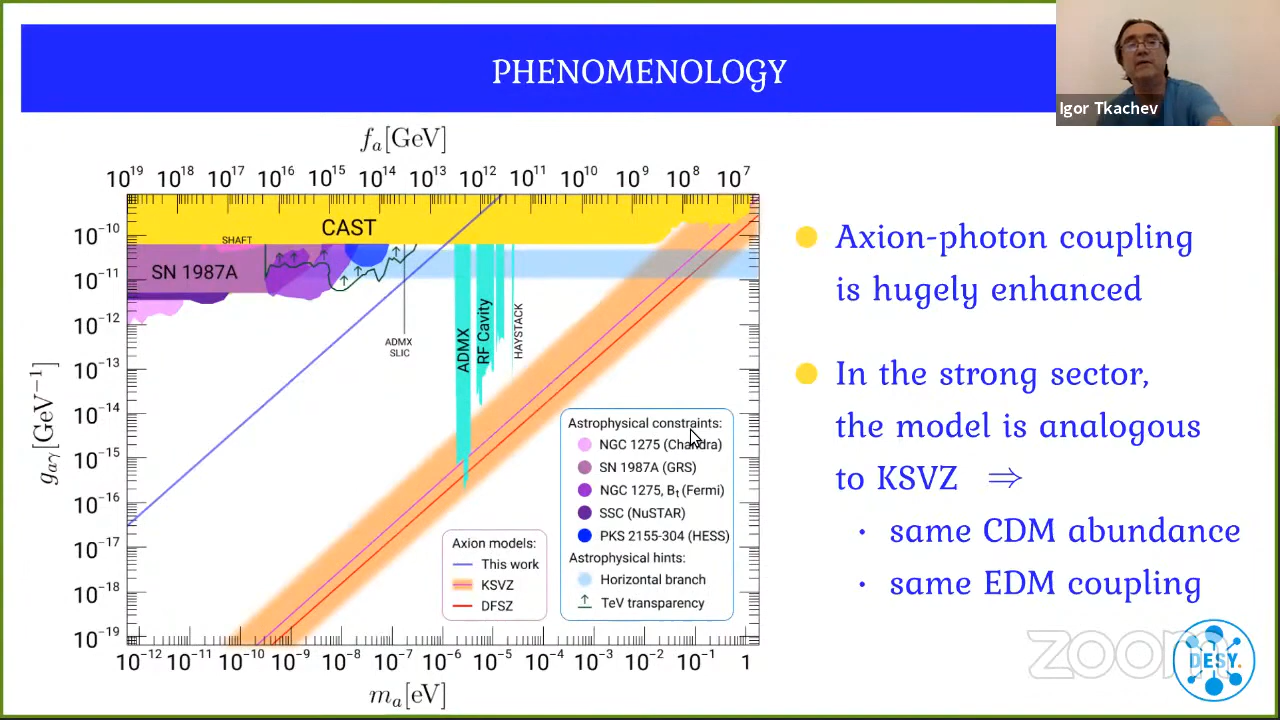 PHENOMENOLOGY
Igor Tkachev
f_a [GeV]
10^19 10^18 10^17 10^16 10^15 10^14 10^13 10^12 10^11 10^10 10^9 10^8 10^7
g_aγ [GeV^−1]
10^−10
10^−11
10^−12
10^−13
10^−14
10^−15
10^−16
10^−17
10^−18
10^−19
CAST
SHAFT
SN 1987A
ADMX
SLIC
ADMX
RF Cavity
HAYSTACK
Axion models:
This work
KSVZ
DFSZ
Astrophysical constraints:
NGC 1275 (Chandra)
SN 1987A (GRS)
NGC 1275, B_t (Fermi)
SSC (NuSTAR)
PKS 2155-304 (HESS)
Astrophysical hints:
Horizontal branch
TeV transparency
10^−12 10^−11 10^−10 10^−9 10^−8 10^−7 10^−6 10^−5 10^−4 10^−3 10^−2 10^−1 1
m_a [eV]
Axion-photon coupling
is hugely enhanced
In the strong sector,
the model is analogous
to KSVZ ⇒
· same CDM abundance
· same EDM coupling
zoom
DESY.